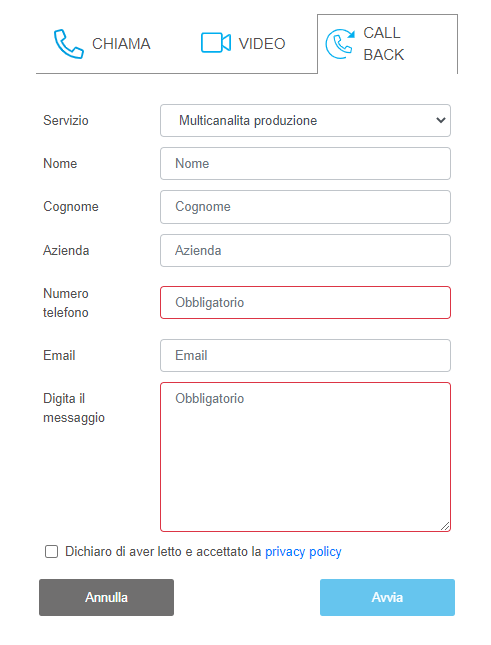 CHIAMA
VIDEO
CALL
BACK
Servizio
Multicanalita produzione
Nome
Nome
Cognome
Cognome
Azienda
Azienda
Numero
telefono
Obbligatorio
Email
Email
Digita il
messaggio
Obbligatorio
Dichiaro di aver letto e accettato la privacy policy
Annulla
Avvia